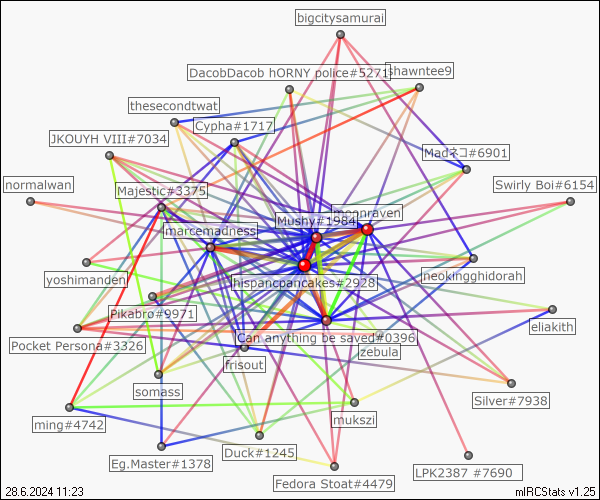 bigcitysamurai
DacobDacob hORNY police#5271
shawntee9
thesecondtwat
Cypha#1717
JKOUYH VIII#7034
Madネコ#6901
normalwan
Majestic#3375
Swirly Boi#6154
Mushy#1984
moonraven
marcemadness
yoshimanden
hispancpancakes#2928
neokingghidorah
Pikabro#9971
eliakith
Pocket Persona#3326
Can anything be saved#0396
zebula
frisout
somass
Silver#7938
ming#4742
mukszi
Duck#1245
Eg.Master#1378
LPK2387 #7690
Fedora Stoat#4479
28.6.2024 11:23
mIRCStats v1.25